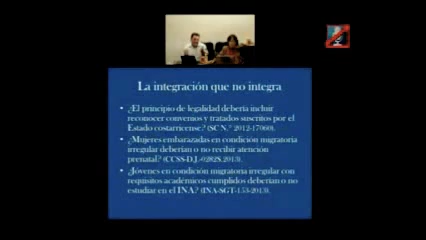 La integración que no integra
• ¿El principio de legalidad debería incluir
reconocer convenios y tratados suscritos por el
Estado costarricense? (SCN.° 2012-17060).
• ¿Mujeres embarazadas en condición migratoria
irregular deberían o no recibir atención
prenatal? (CCSS-DJ.-0282S.2013).
• ¿Jóvenes en condición migratoria irregular con
requisitos académicos cumplidos deberían o no
estudiar en el INA? (INA-SGT-153-2013).